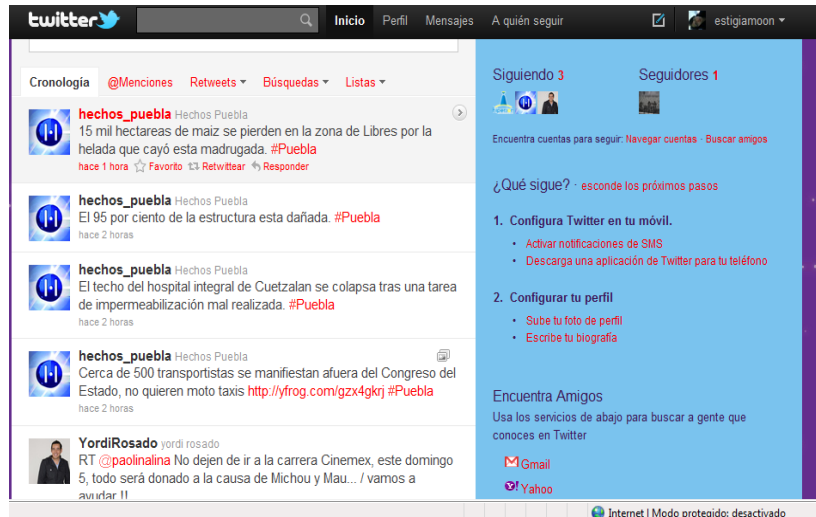 twitter
Inicio Perfil Mensajes A quién seguir estigiamoon
Cronología @Menciones Retweets Búsquedas Listas
hechos_puebla Hechos Puebla
15 mil hectareas de maiz se pierden en la zona de Libres por la
helada que cayó esta madrugada. #Puebla
hace 1 hora Favorito Retwittear Responder
hechos_puebla Hechos Puebla
El 95 por ciento de la estructura esta dañada. #Puebla
hace 2 horas
hechos_puebla Hechos Puebla
El techo del hospital integral de Cuetzalan se colapsa tras una tarea
de impermeabilización mal realizada. #Puebla
hace 2 horas
hechos_puebla Hechos Puebla
Cerca de 500 transportistas se manifiestan afuera del Congreso del
Estado, no quieren moto taxis http://yfrog.com/gzx4gkrj #Puebla
hace 2 horas
YordiRosado yordi rosado
RT @paolinalina No dejen de ir a la carrera Cinemex, este domingo
5, todo será donado a la causa de Michou y Mau... / vamos a
ayudar !!
Siguiendo 3 Seguidores 1
Encuentra cuentas para seguir: Navegar cuentas · Buscar amigos
¿Qué sigue? · esconde los próximos pasos
1. Configura Twitter en tu móvil.
• Activar notificaciones de SMS
• Descarga una aplicación de Twitter para tu teléfono
2. Configurar tu perfil
• Sube tu foto de perfil
• Escribe tu biografía
Encuentra Amigos
Usa los servicios de abajo para buscar a gente que
conoces en Twitter
Gmail
Yahoo
Internet | Modo protegido: desactivado